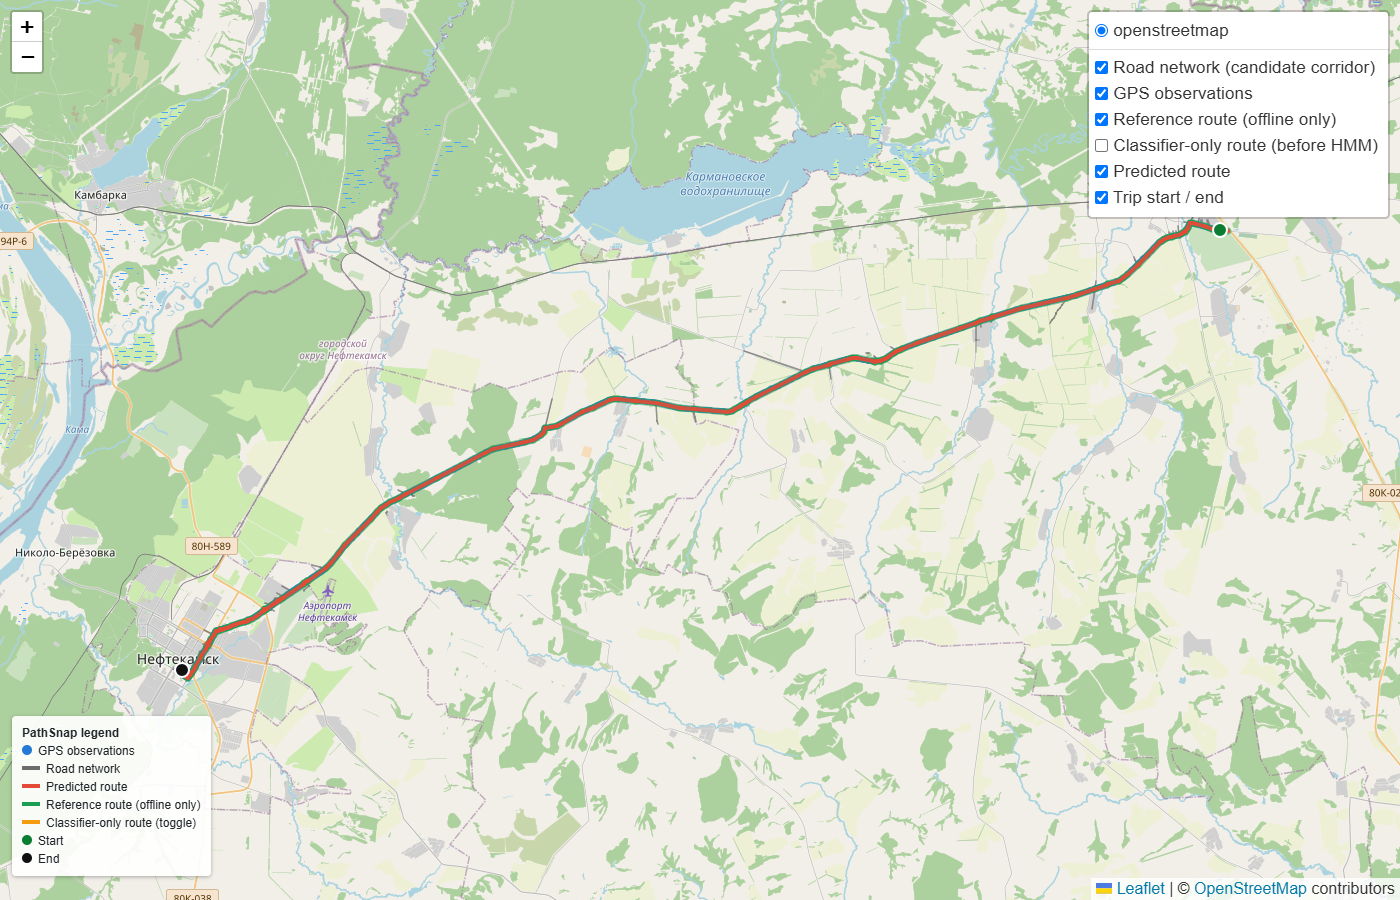 +
−
openstreetmap
Road network (candidate corridor)
GPS observations
Reference route (offline only)
Classifier-only route (before HMM)
Predicted route
Trip start / end
Камбарка
Кармановское
водохранилище
94Р-6
городской
округ Нефтекамск
Кама
80К-02
80Н-589
Николо-Берёзовка
Аэропорт
Нефтекамск
Нефтекамск
PathSnap legend
GPS observations
Road network
Predicted route
Reference route (offline only)
Classifier-only route (toggle)
Start
End
80К-038
Leaflet | © OpenStreetMap contributors